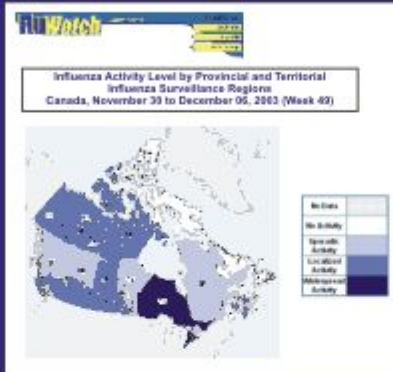 FluWatch
Influenza Activity Level by Provincial and Territorial
Influenza Surveillance Regions
Canada, November 30 to December 06, 2003 (Week 49)
No Data
No Activity
Sporadic
Activity
Localized
Activity
Widespread
Activity